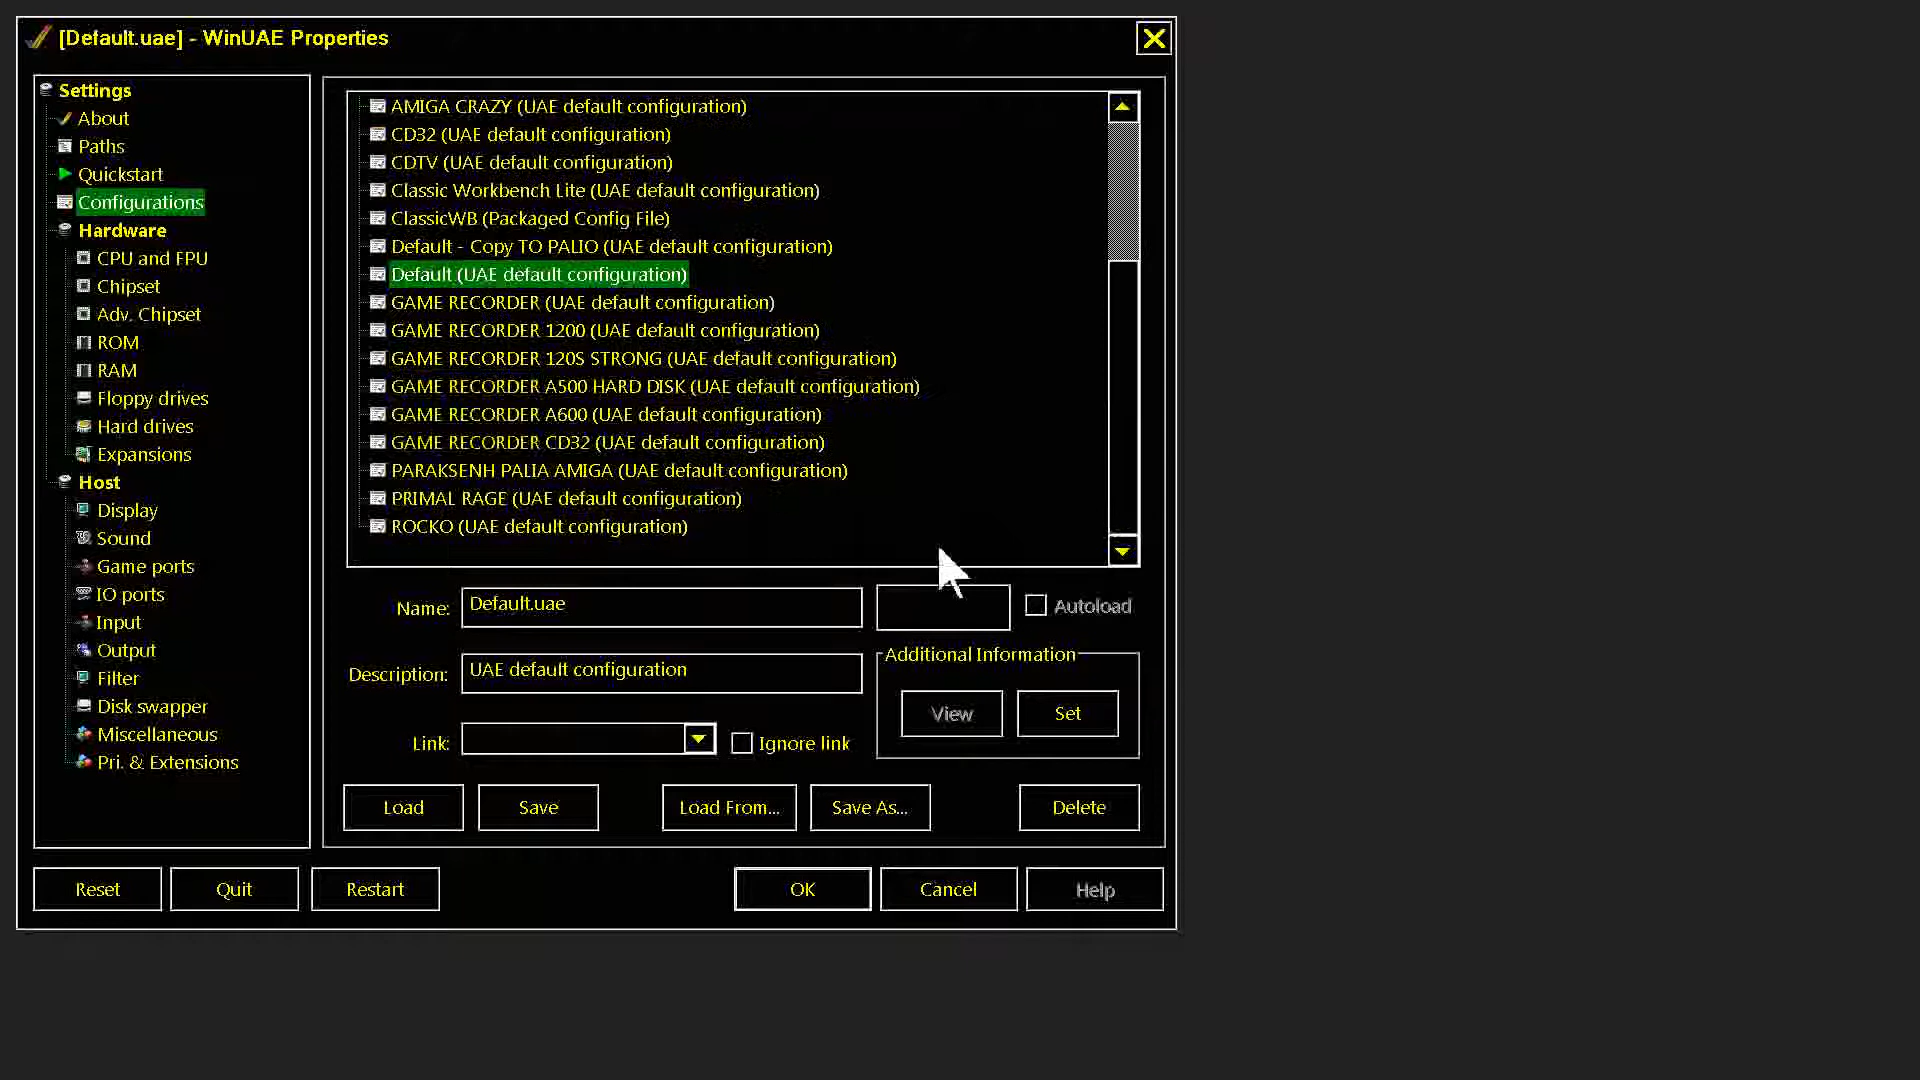 [Default.uae] - WinUAE Properties
Settings
About
Paths
Quickstart
Configurations
Hardware
CPU and FPU
Chipset
Adv. Chipset
ROM
RAM
Floppy drives
Hard drives
Expansions
Host
Display
Sound
Game ports
IO ports
Input
Output
Filter
Disk swapper
Miscellaneous
Pri. & Extensions
AMIGA CRAZY (UAE default configuration)
CD32 (UAE default configuration)
CDTV (UAE default configuration)
Classic Workbench Lite (UAE default configuration)
ClassicWB (Packaged Config File)
Default - Copy TO PALIO (UAE default configuration)
Default (UAE default configuration)
GAME RECORDER (UAE default configuration)
GAME RECORDER 1200 (UAE default configuration)
GAME RECORDER 120S STRONG (UAE default configuration)
GAME RECORDER A500 HARD DISK (UAE default configuration)
GAME RECORDER A600 (UAE default configuration)
GAME RECORDER CD32 (UAE default configuration)
PARAKSENH PALIA AMIGA (UAE default configuration)
PRIMAL RAGE (UAE default configuration)
ROCKO (UAE default configuration)
Name: Default.uae Autoload
Description: UAE default configuration
Additional Information
View Set
Link: Ignore link
Load Save Load From... Save As... Delete
Reset Quit Restart OK Cancel Help